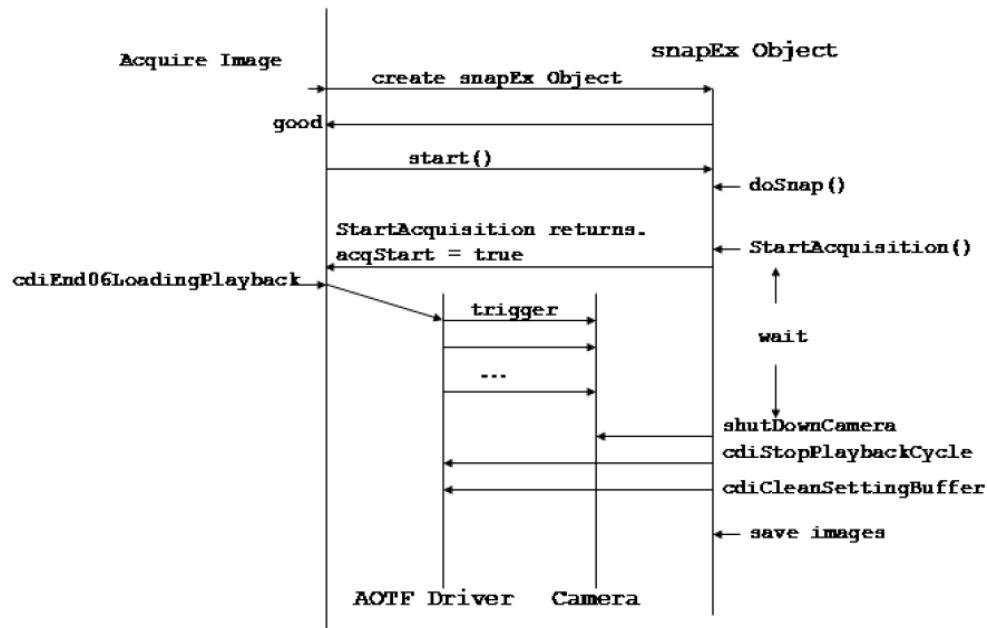 snapEx Object
Acquire Image
create snapEx Object
good
start()
doSnap()
StartAcquisition returns.
acqStart = true
StartAcquisition()
cdiEnd06LoadingPlayback
trigger
wait
...
shutDownCamera
cdiStopPlaybackCycle
cdiCleanSettingBuffer
save images
AOTF Driver
Camera